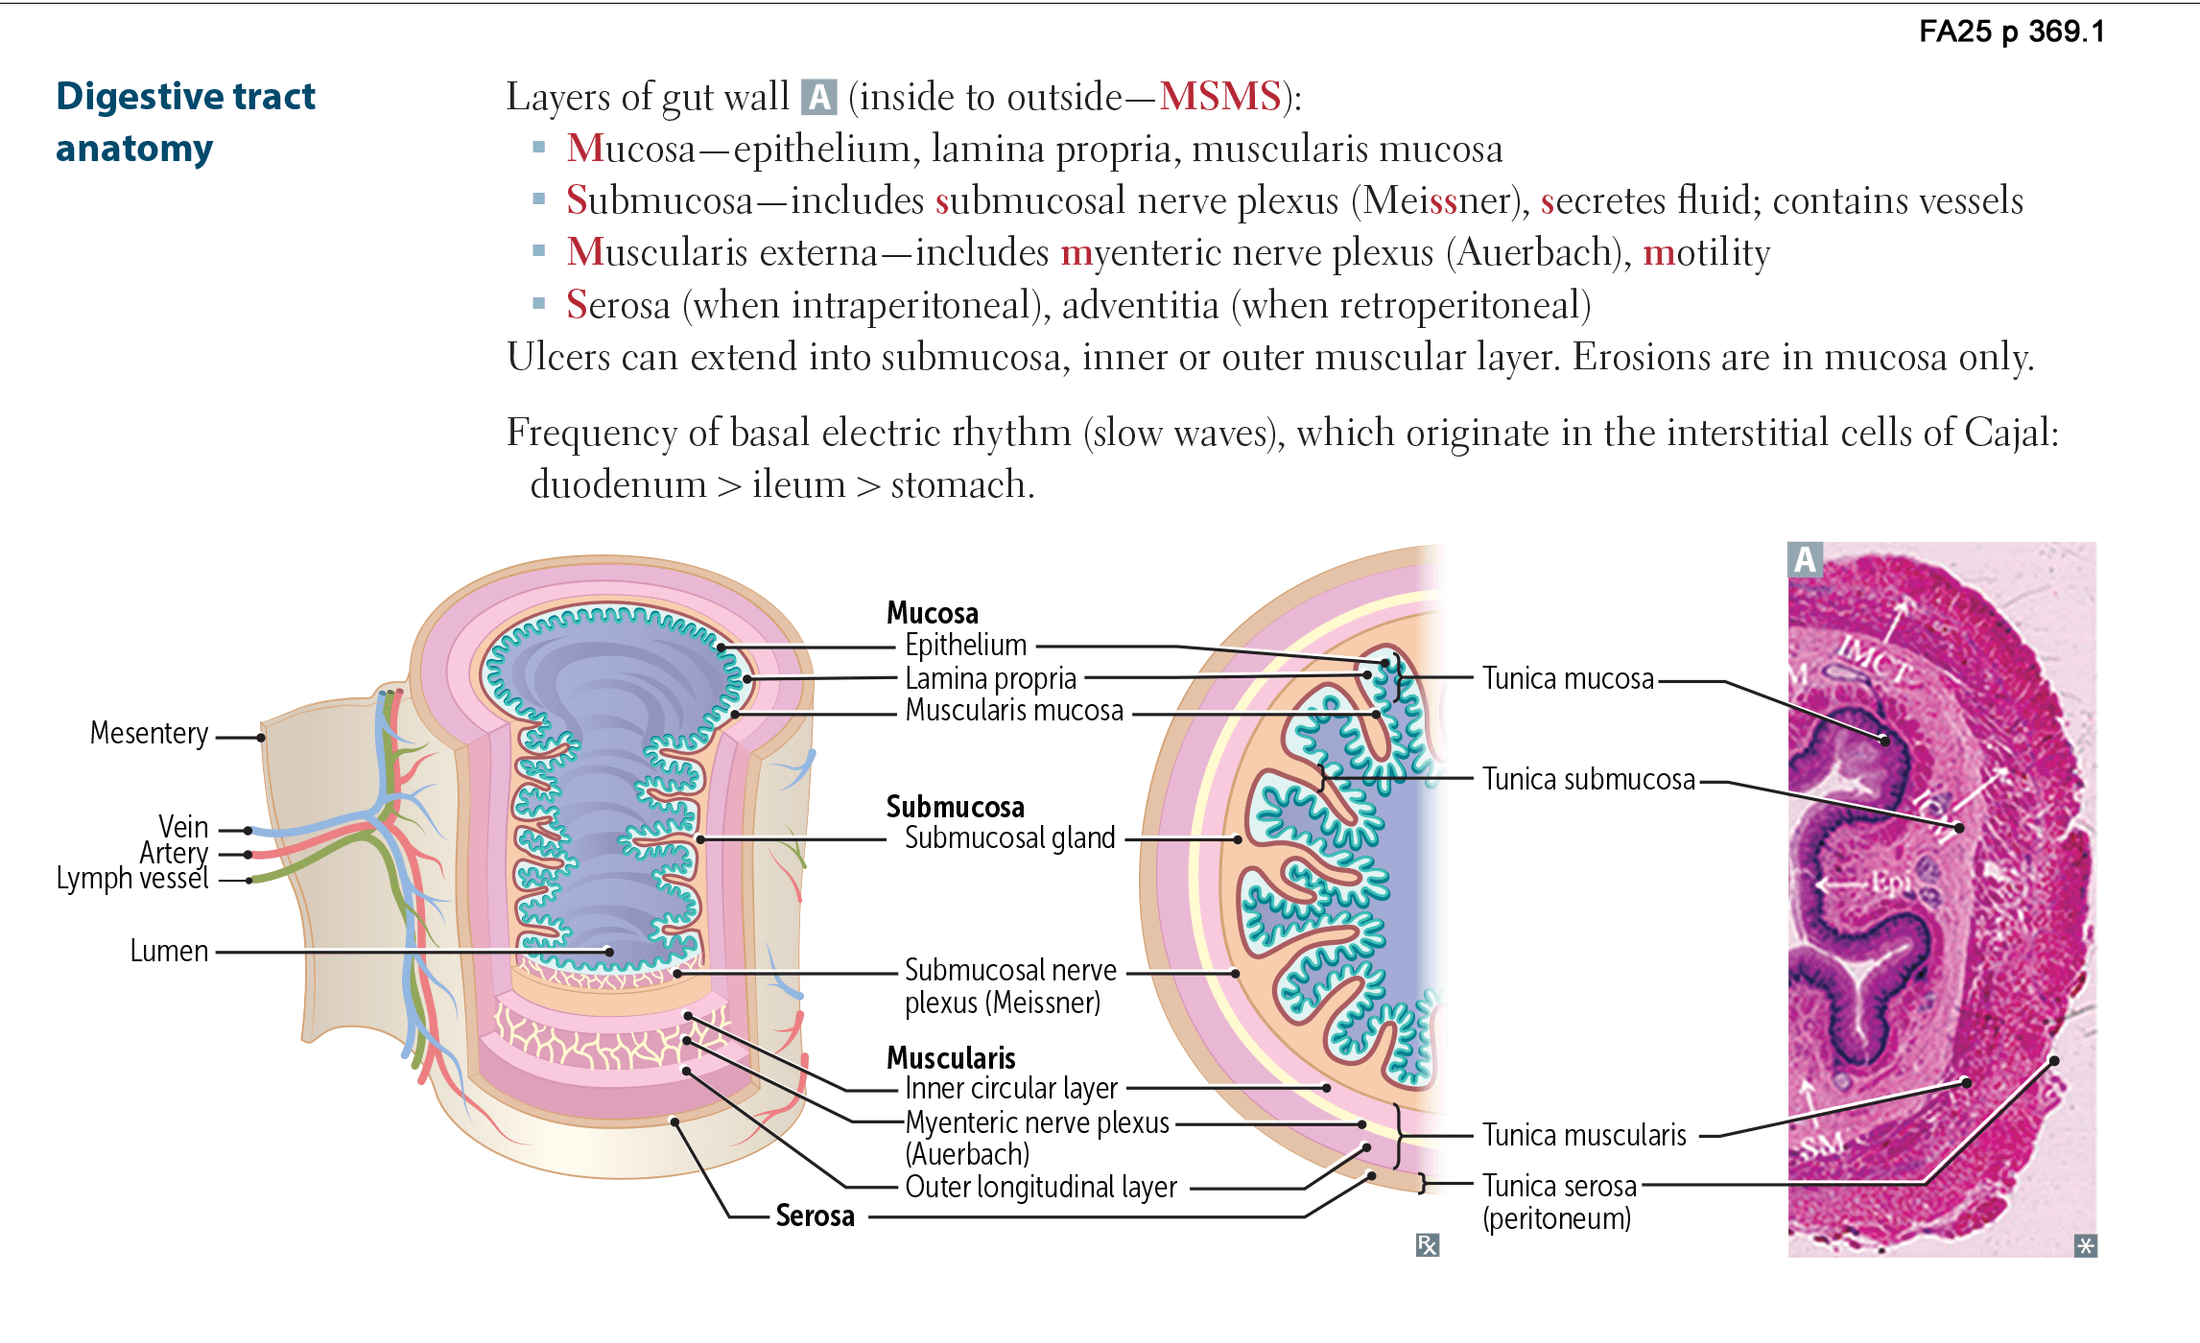 FA25 p 369.1
Digestive tract
anatomy
Layers of gut wall A (inside to outside—MSMS):
▪ Mucosa—epithelium, lamina propria, muscularis mucosa
▪ Submucosa—includes submucosal nerve plexus (Meissner), secretes fluid; contains vessels
▪ Muscularis externa—includes myenteric nerve plexus (Auerbach), motility
▪ Serosa (when intraperitoneal), adventitia (when retroperitoneal)
Ulcers can extend into submucosa, inner or outer muscular layer. Erosions are in mucosa only.
Frequency of basal electric rhythm (slow waves), which originate in the interstitial cells of Cajal:
duodenum > ileum > stomach.
Mesentery
Vein
Artery
Lymph vessel
Lumen
Mucosa
Epithelium
Lamina propria
Muscularis mucosa
Submucosa
Submucosal gland
Submucosal nerve
plexus (Meissner)
Muscularis
Inner circular layer
Myenteric nerve plexus
(Auerbach)
Outer longitudinal layer
Serosa
Tunica mucosa
Tunica submucosa
Tunica muscularis
Tunica serosa
(peritoneum)
Rx
A
IMCT
M
Epi
SM
*